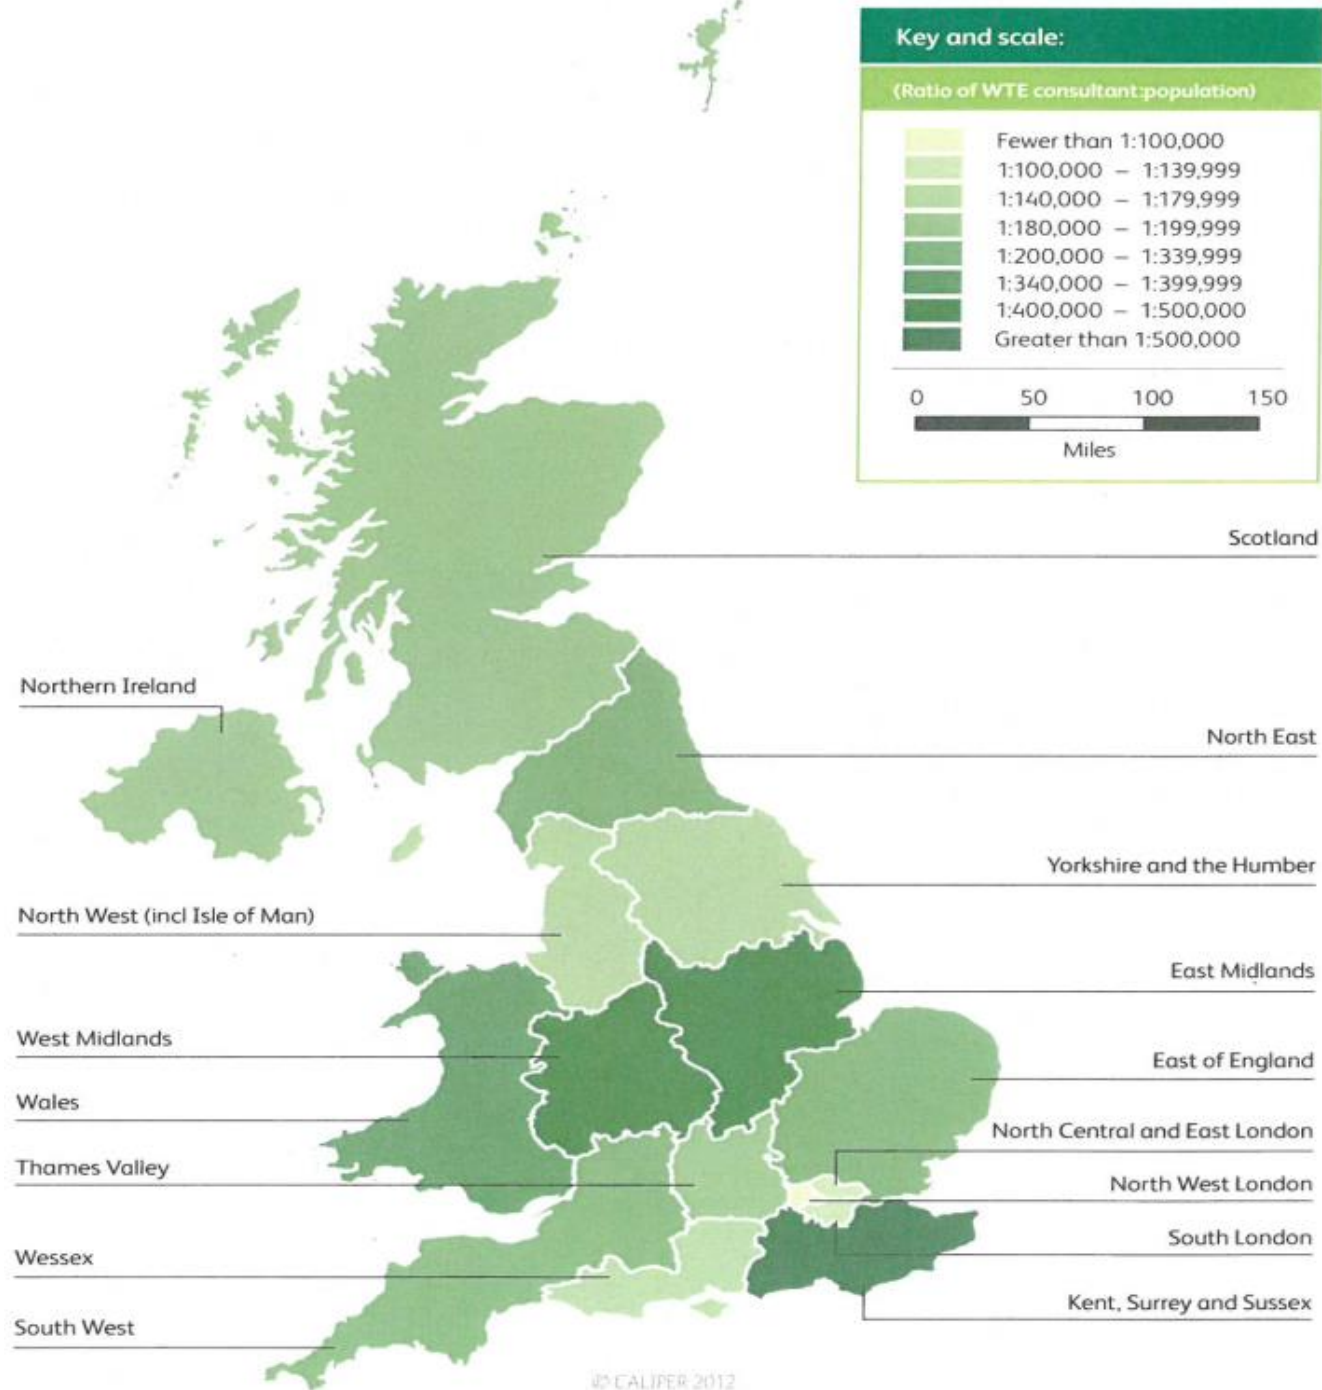 Key and scale:
(Ratio of WTE consultant:population)
Fewer than 1:100,000
1:100,000 – 1:139,999
1:140,000 – 1:179,999
1:180,000 – 1:199,999
1:200,000 – 1:339,999
1:340,000 – 1:399,999
1:400,000 – 1:500,000
Greater than 1:500,000
0 50 100 150
Miles
Scotland
Northern Ireland
North East
Yorkshire and the Humber
North West (incl Isle of Man)
East Midlands
West Midlands
East of England
Wales
North Central and East London
Thames Valley
North West London
South London
Wessex
Kent, Surrey and Sussex
South West
© CALIPER 2012